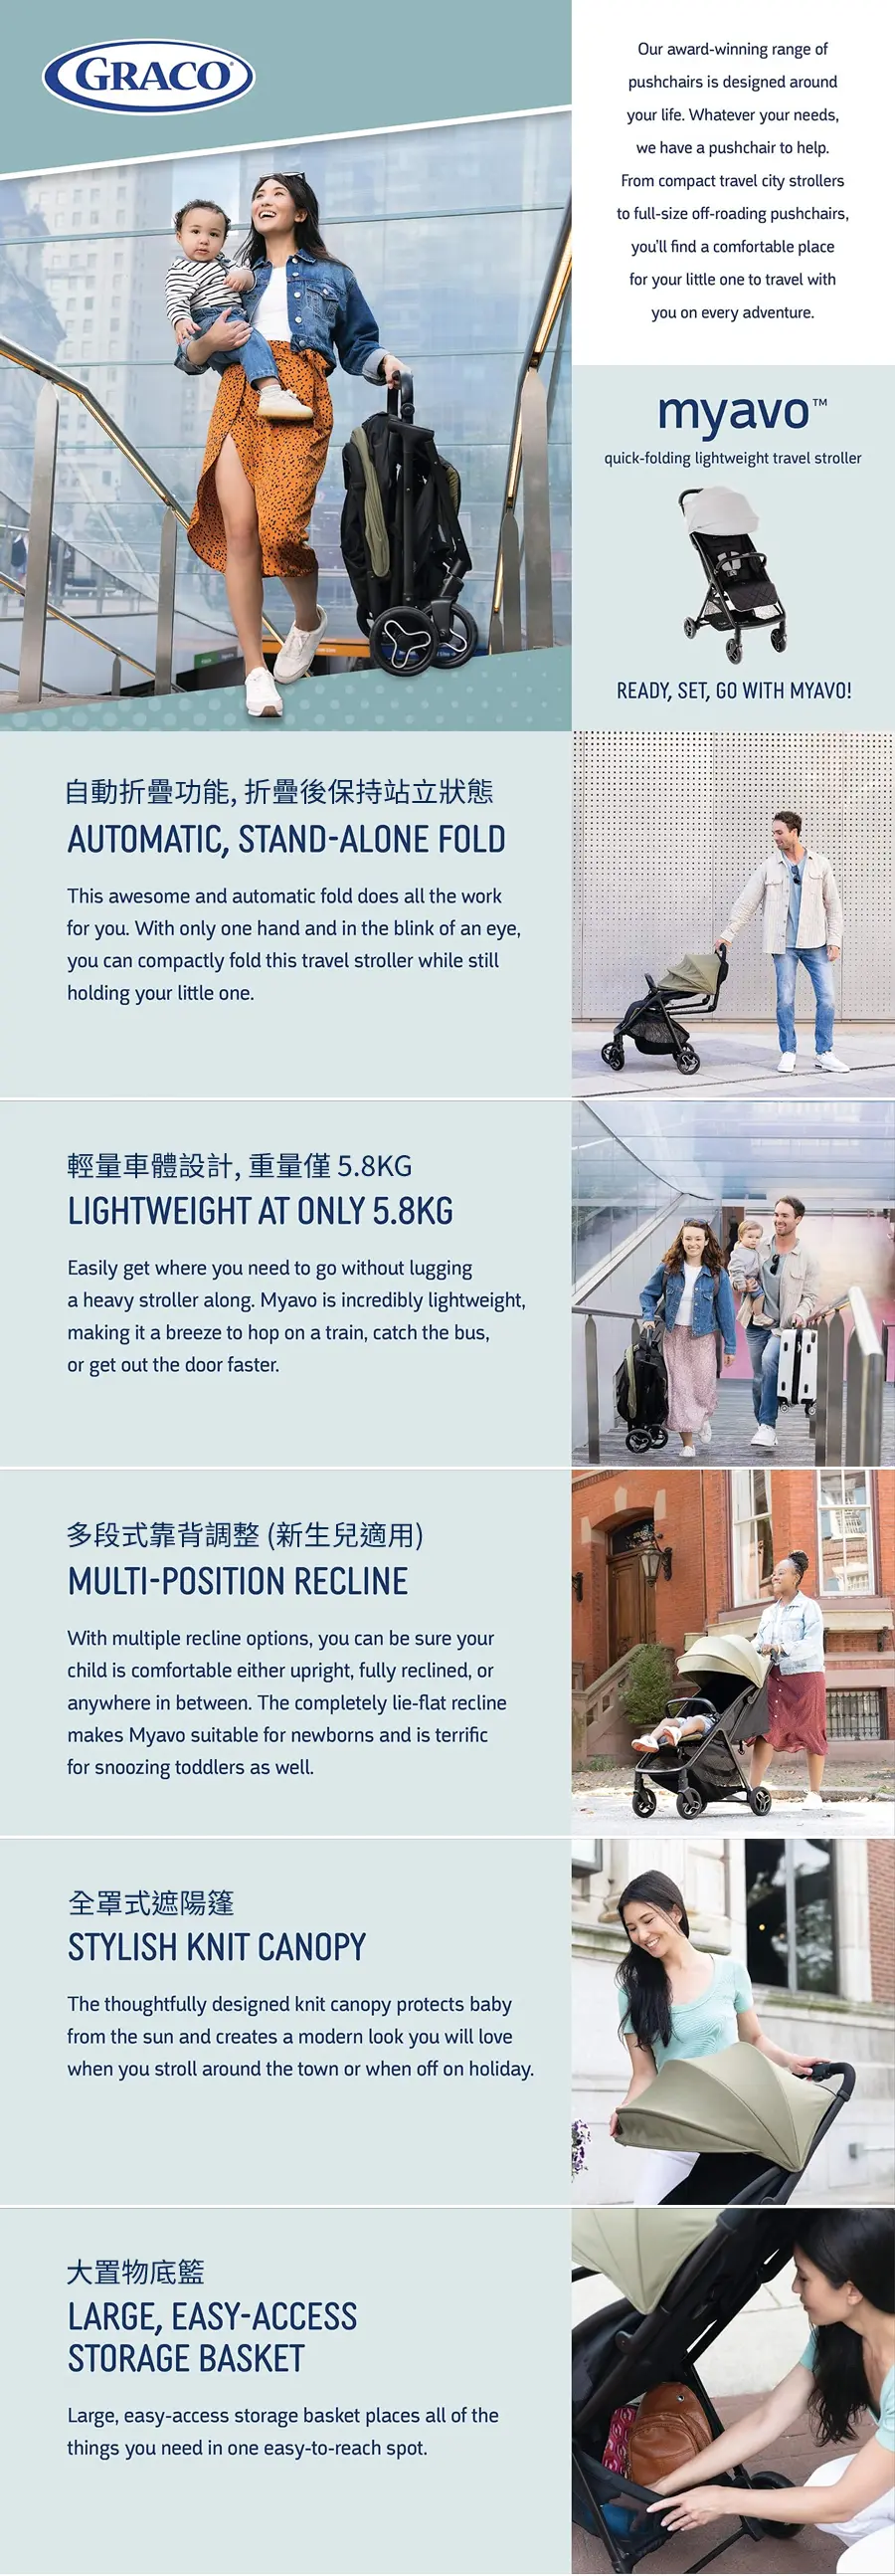 GRACO
Our award-winning range of
pushchairs is designed around
your life. Whatever your needs,
we have a pushchair to help.
From compact travel city strollers
to full-size off-roading pushchairs,
you'll find a comfortable place
for your little one to travel with
you on every adventure.
myavo™
quick-folding lightweight travel stroller
READY, SET, GO WITH MYAVO!
自動折疊功能, 折疊後保持站立狀態
AUTOMATIC, STAND-ALONE FOLD
This awesome and automatic fold does all the work
for you. With only one hand and in the blink of an eye,
you can compactly fold this travel stroller while still
holding your little one.
輕量車體設計, 重量僅 5.8KG
LIGHTWEIGHT AT ONLY 5.8KG
Easily get where you need to go without lugging
a heavy stroller along. Myavo is incredibly lightweight,
making it a breeze to hop on a train, catch the bus,
or get out the door faster.
多段式靠背調整 (新生兒適用)
MULTI-POSITION RECLINE
With multiple recline options, you can be sure your
child is comfortable either upright, fully reclined, or
anywhere in between. The completely lie-flat recline
makes Myavo suitable for newborns and is terrific
for snoozing toddlers as well.
全罩式遮陽篷
STYLISH KNIT CANOPY
The thoughtfully designed knit canopy protects baby
from the sun and creates a modern look you will love
when you stroll around the town or when off on holiday.
大置物底籃
LARGE, EASY-ACCESS
STORAGE BASKET
Large, easy-access storage basket places all of the
things you need in one easy-to-reach spot.